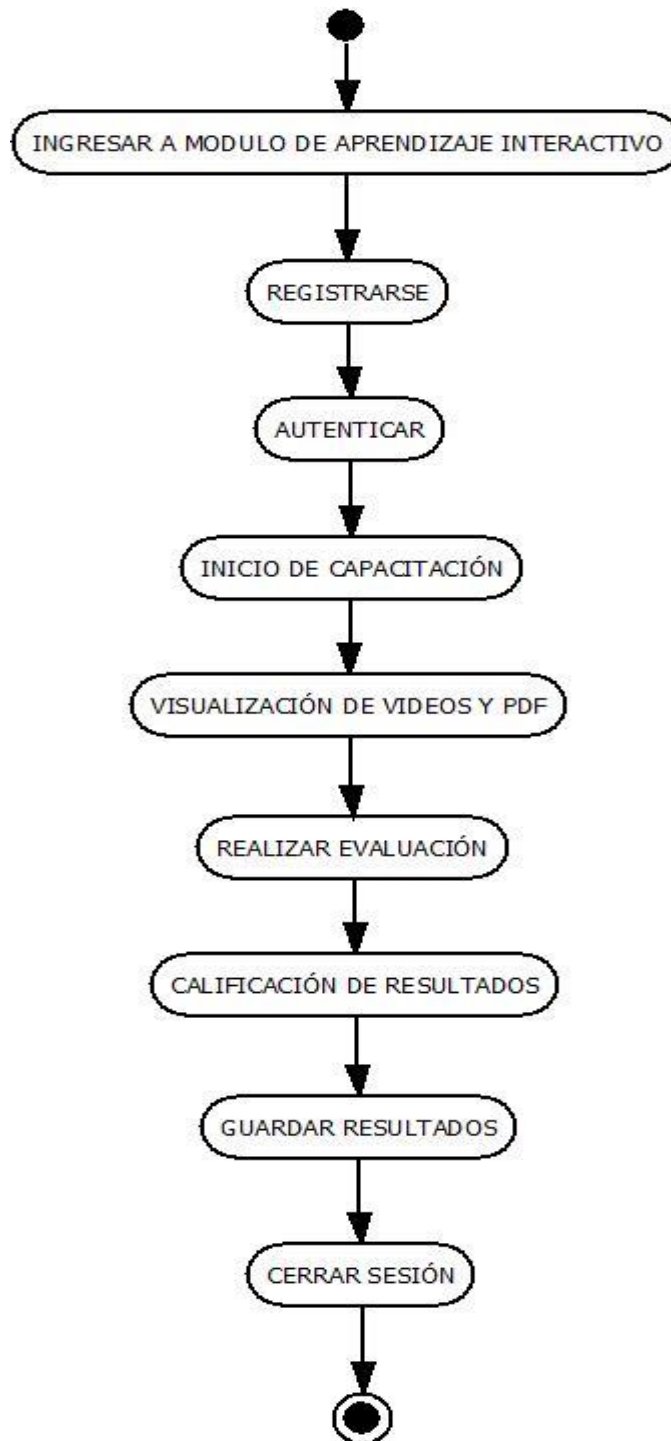 INGRESAR A MODULO DE APRENDIZAJE INTERACTIVO
REGISTRARSE
AUTENTICAR
INICIO DE CAPACITACIÓN
VISUALIZACIÓN DE VIDEOS Y PDF
REALIZAR EVALUACIÓN
CALIFICACIÓN DE RESULTADOS
GUARDAR RESULTADOS
CERRAR SESIÓN